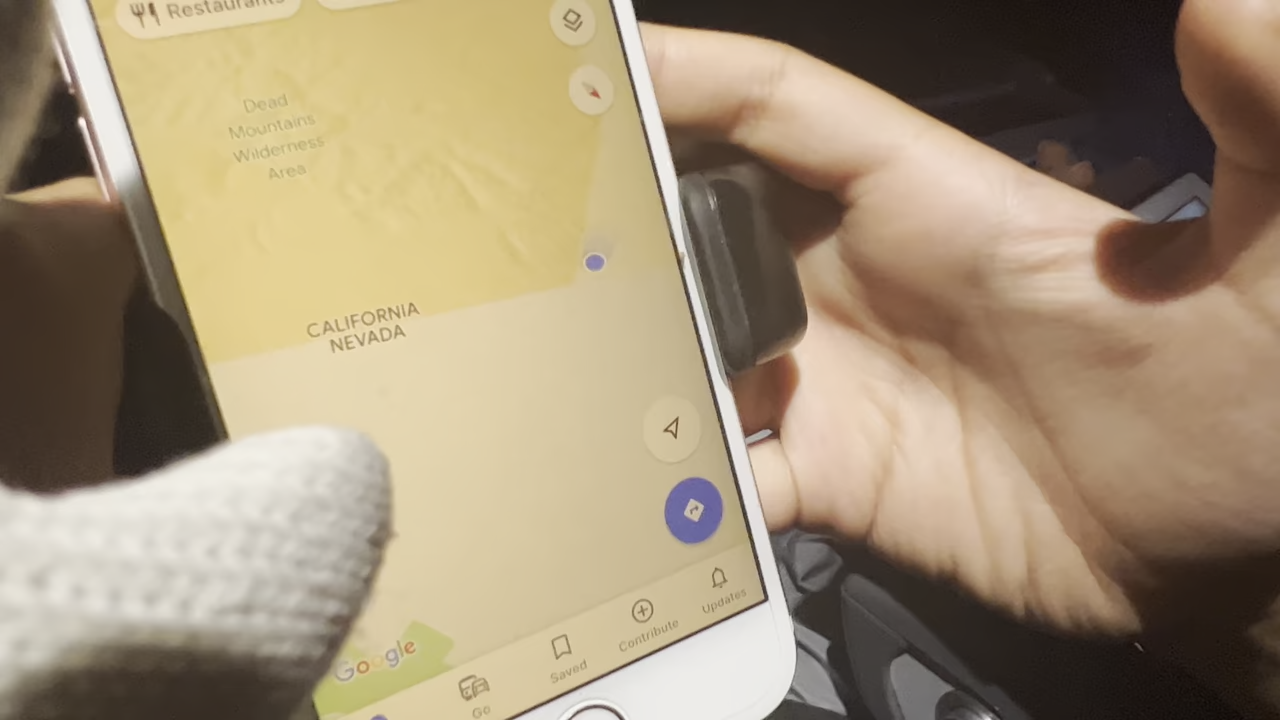 Restaurants
Dead
Mountains
Wilderness
Area
CALIFORNIA
NEVADA
Google
Go
Saved
Contribute
Updates